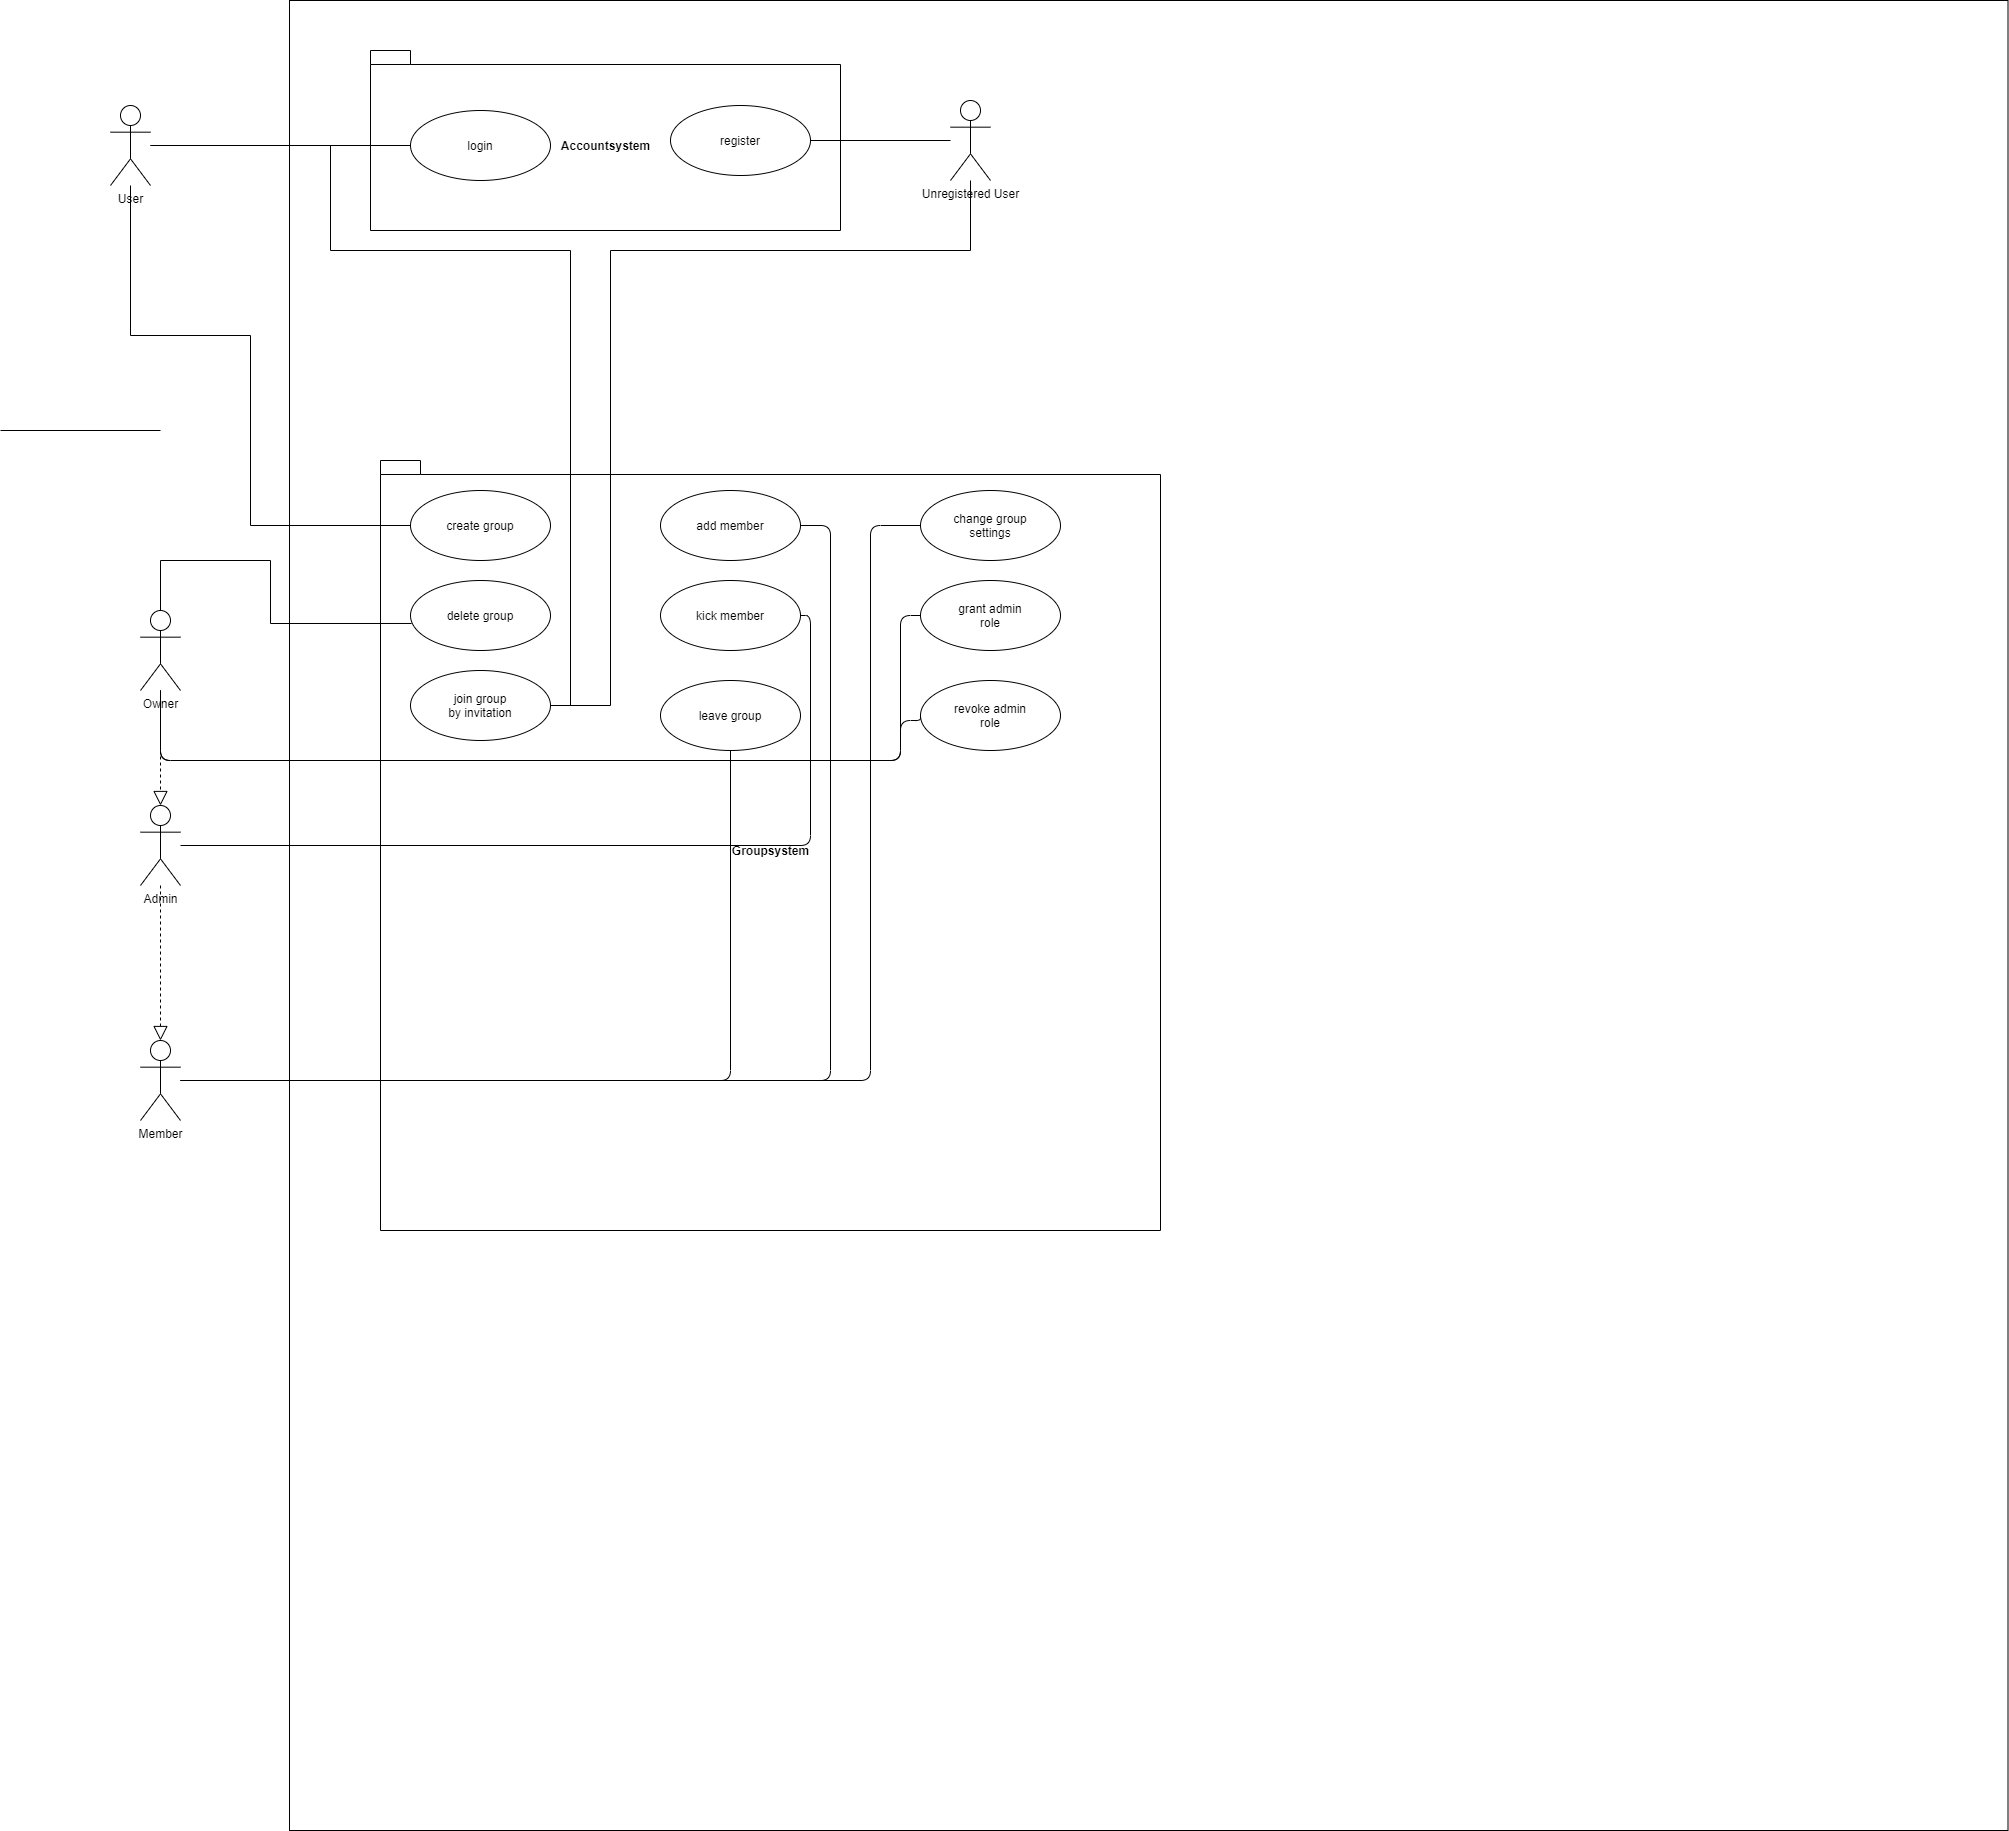 login
Accountsystem
register
User
Unregistered User
create group
add member
change group
settings
delete group
kick member
grant admin
role
Owner
join group
by invitation
leave group
revoke admin
role
Groupsystem
Admin
Member